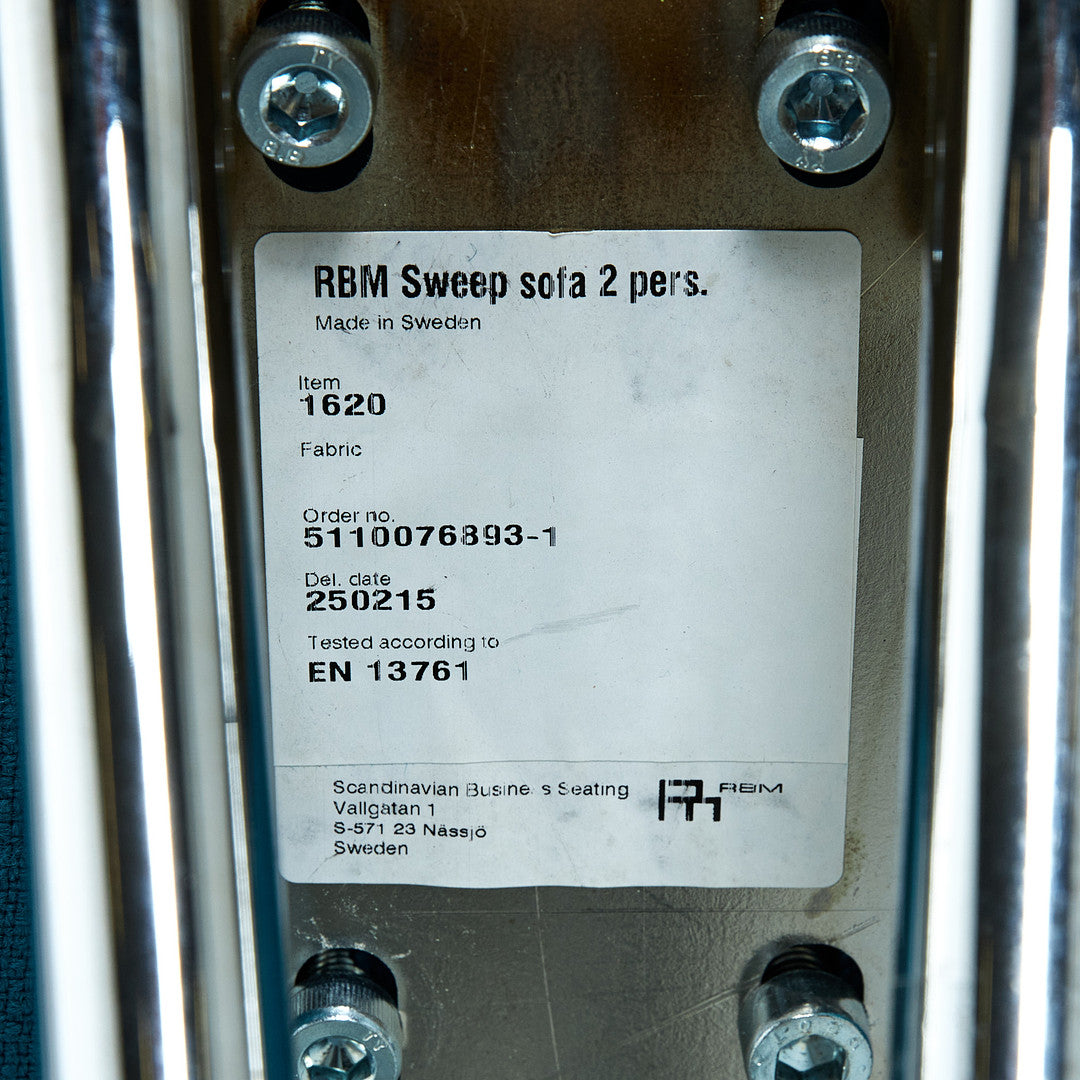 RBM Sweep sofa 2 pers.
Made in Sweden
Item
1620
Fabric
Order no.
5110076893-1
Del. date
250215
Tested according to
EN 13761
Scandinavian Busine s Seating
Vallgatan 1
S-571 23 Nässjö
Sweden
RBM